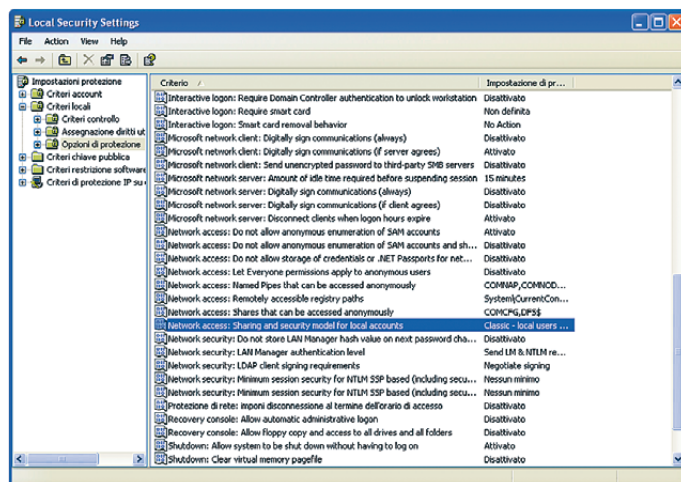 Local Security Settings
File Action View Help
Impostazioni protezione
Criteri account
Criteri locali
Criteri controllo
Assegnazione diritti ut
Opzioni di protezione
Criteri chiave pubblica
Criteri restrizione software
Criteri di protezione IP su
Criterio Impostazione di pr...
Interactive logon: Require Domain Controller authentication to unlock workstation Disattivato
Interactive logon: Require smart card Non definita
Interactive logon: Smart card removal behavior No Action
Microsoft network client: Digitally sign communications (always) Disattivato
Microsoft network client: Digitally sign communications (if server agrees) Attivato
Microsoft network client: Send unencrypted password to third-party SMB servers Disattivato
Microsoft network server: Amount of idle time required before suspending session 15 minutes
Microsoft network server: Digitally sign communications (always) Disattivato
Microsoft network server: Digitally sign communications (if client agrees) Disattivato
Microsoft network server: Disconnect clients when logon hours expire Attivato
Network access: Do not allow anonymous enumeration of SAM accounts Attivato
Network access: Do not allow anonymous enumeration of SAM accounts and sh... Disattivato
Network access: Do not allow storage of credentials or .NET Passports for net... Disattivato
Network access: Let Everyone permissions apply to anonymous users Disattivato
Network access: Named Pipes that can be accessed anonymously COMNAP,COMNOD...
Network access: Remotely accessible registry paths System\CurrentCon...
Network access: Shares that can be accessed anonymously COMCFG,DFS$
Network access: Sharing and security model for local accounts Classic - local users ...
Network security: Do not store LAN Manager hash value on next password cha... Disattivato
Network security: LAN Manager authentication level Send LM & NTLM re...
Network security: LDAP client signing requirements Negotiate signing
Network security: Minimum session security for NTLM SSP based (including secu... Nessun minimo
Network security: Minimum session security for NTLM SSP based (including secu... Nessun minimo
Protezione di rete: imponi disconnessione al termine dell'orario di accesso Disattivato
Recovery console: Allow automatic administrative logon Disattivato
Recovery console: Allow floppy copy and access to all drives and all folders Disattivato
Shutdown: Allow system to be shut down without having to log on Attivato
Shutdown: Clear virtual memory pagefile Disattivato